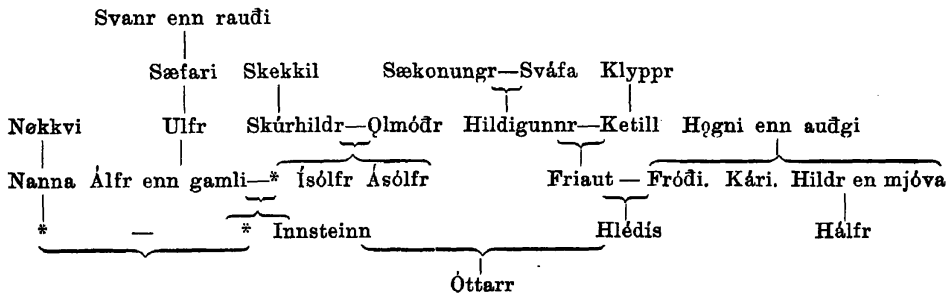 Svanr enn rauði
Sæfari Skekkil Sækonungr—Sváfa Klyppr
Nøkkvi Ulfr Skúrhildr—Ǫlmóðr Hildigunnr—Ketill Hǫgni enn auðgi
Nanna Álfr enn gamli—* Ísólfr Ásólfr Friaut — Fróði. Kári. Hildr en mjóva
* — * Innsteinn Hlédís Hálfr
Óttarr